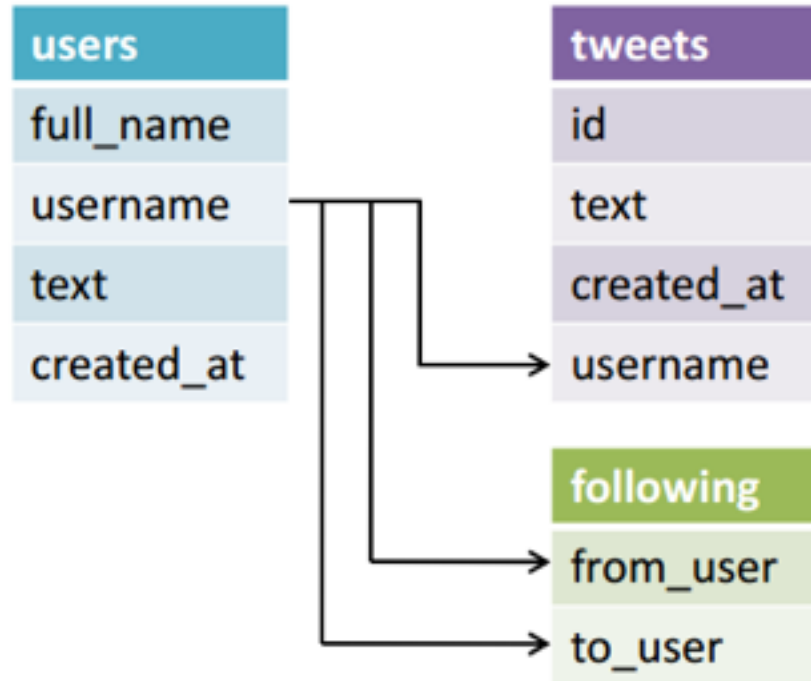 users
full_name
username
text
created_at
tweets
id
text
created_at
username
following
from_user
to_user